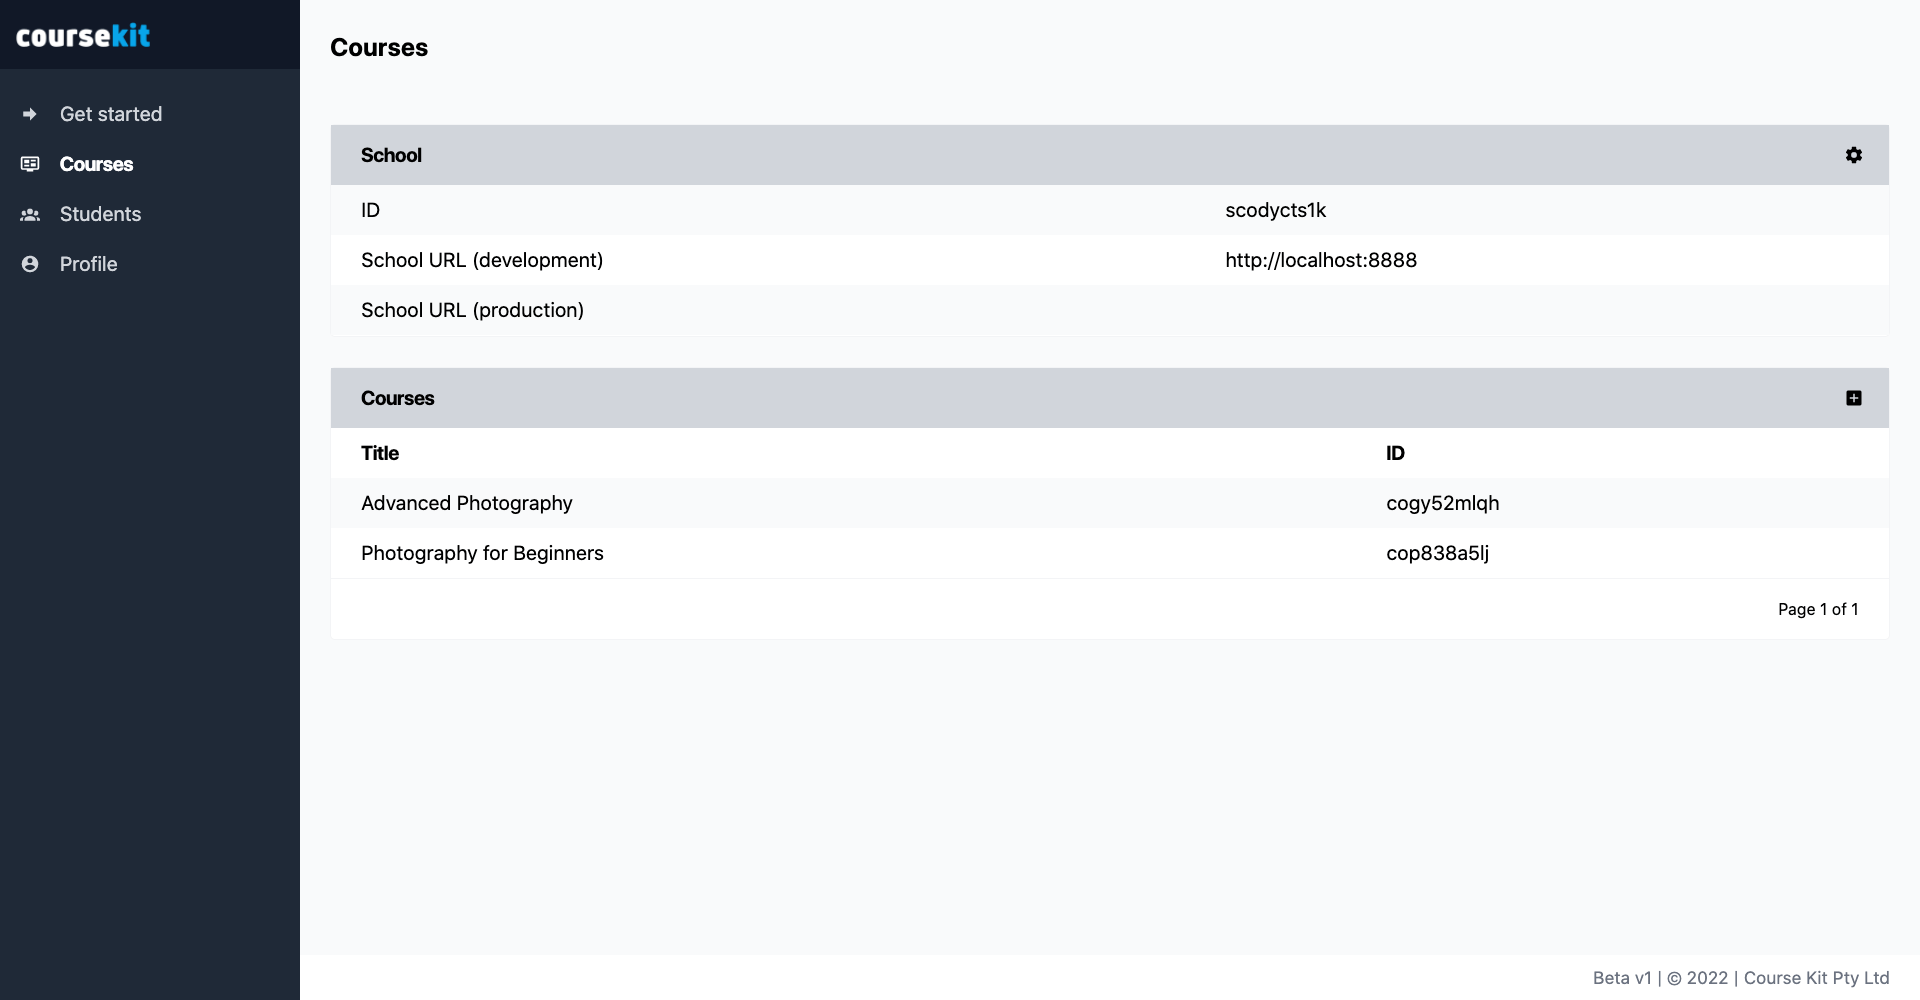 coursekit
Get started
Courses
Students
Profile
Courses
School
ID scodycts1k
School URL (development) http://localhost:8888
School URL (production)
Courses
Title ID
Advanced Photography cogy52mlqh
Photography for Beginners cop838a5lj
Page 1 of 1
Beta v1 | © 2022 | Course Kit Pty Ltd